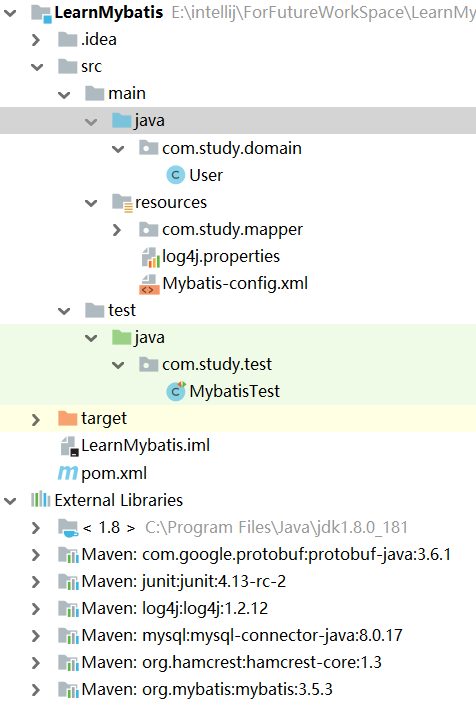 LearnMybatis E:\intellij\ForFutureWorkSpace\LearnMy
.idea
src
main
java
com.study.domain
C User
resources
com.study.mapper
log4j.properties
<> Mybatis-config.xml
test
java
com.study.test
C MybatisTest
target
LearnMybatis.iml
m pom.xml
External Libraries
< 1.8 > C:\Program Files\Java\jdk1.8.0_181
Maven: com.google.protobuf:protobuf-java:3.6.1
Maven: junit:junit:4.13-rc-2
Maven: log4j:log4j:1.2.12
Maven: mysql:mysql-connector-java:8.0.17
Maven: org.hamcrest:hamcrest-core:1.3
Maven: org.mybatis:mybatis:3.5.3